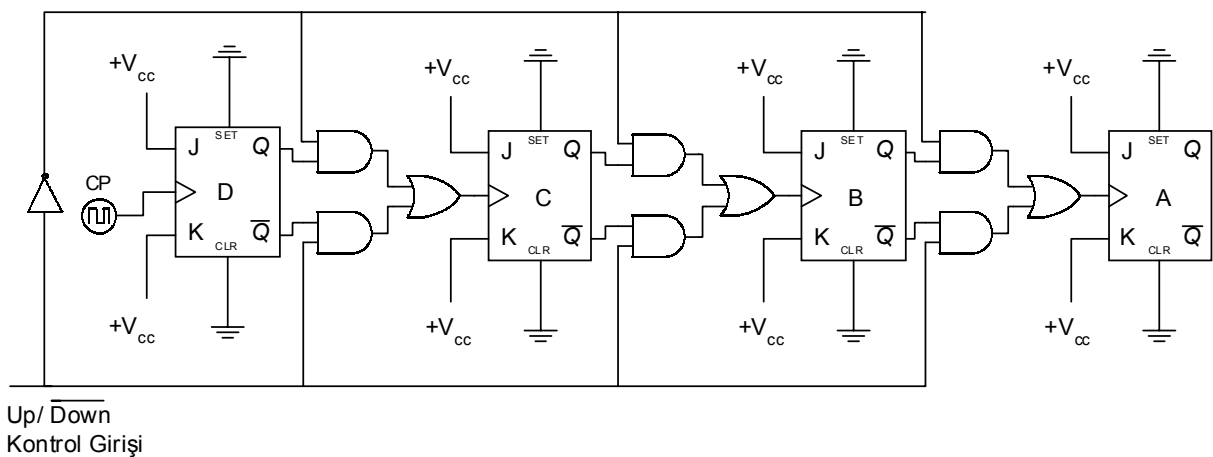 +Vcc +Vcc +Vcc +Vcc
SET SET SET SET
J Q J Q J Q J Q
CP
D C B A
K Q̅ K Q̅ K Q̅ K Q̅
CLR CLR CLR CLR
+Vcc +Vcc +Vcc +Vcc
Up/ D̅o̅w̅n̅
Kontrol Girişi